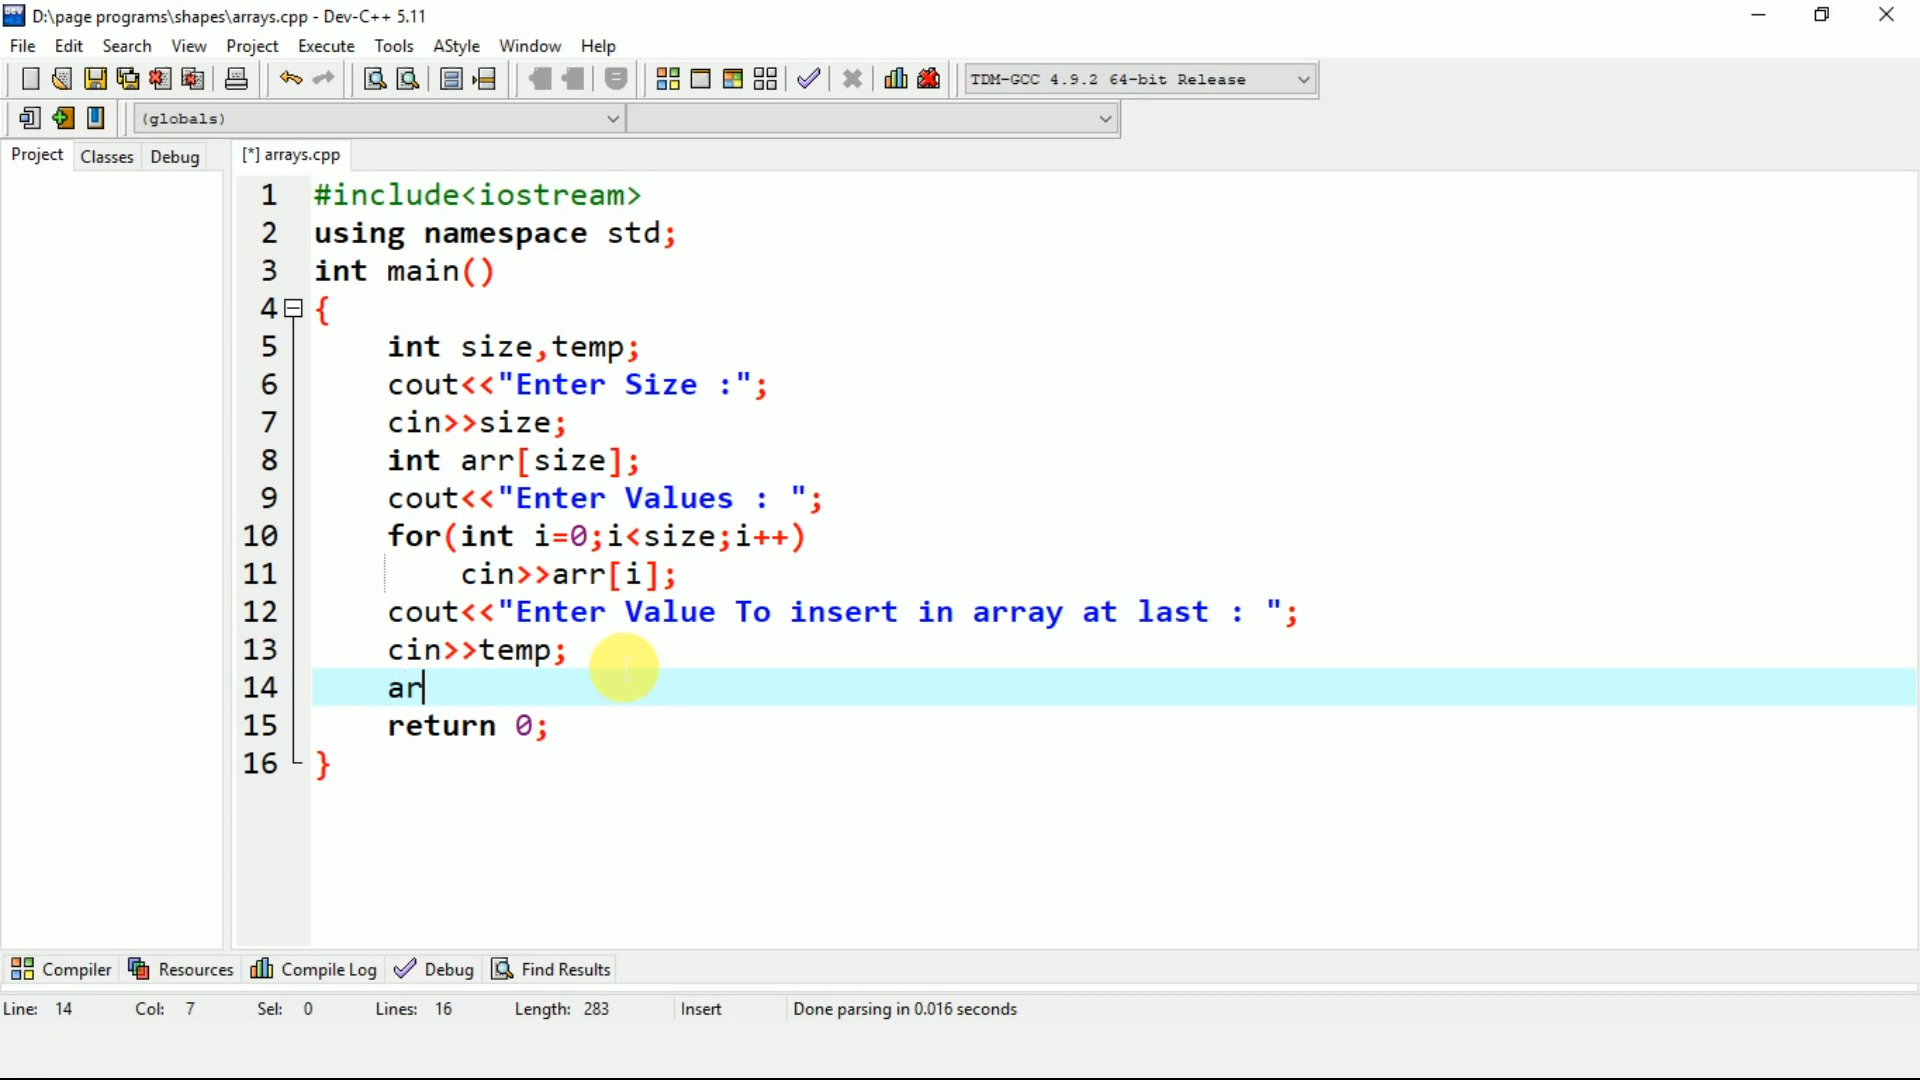 D:\page programs\shapes\arrays.cpp - Dev-C++ 5.11
File Edit Search View Project Execute Tools AStyle Window Help
TDM-GCC 4.9.2 64-bit Release
(globals)
Project Classes Debug [*] arrays.cpp
1 #include<iostream>
2 using namespace std;
3 int main()
4 {
5 int size,temp;
6 cout<<"Enter Size :";
7 cin>>size;
8 int arr[size];
9 cout<<"Enter Values : ";
10 for(int i=0;i<size;i++)
11 cin>>arr[i];
12 cout<<"Enter Value To insert in array at last : ";
13 cin>>temp;
14 ar
15 return 0;
16 }
Compiler Resources Compile Log Debug Find Results
Line: 14 Col: 7 Sel: 0 Lines: 16 Length: 283 Insert Done parsing in 0.016 seconds